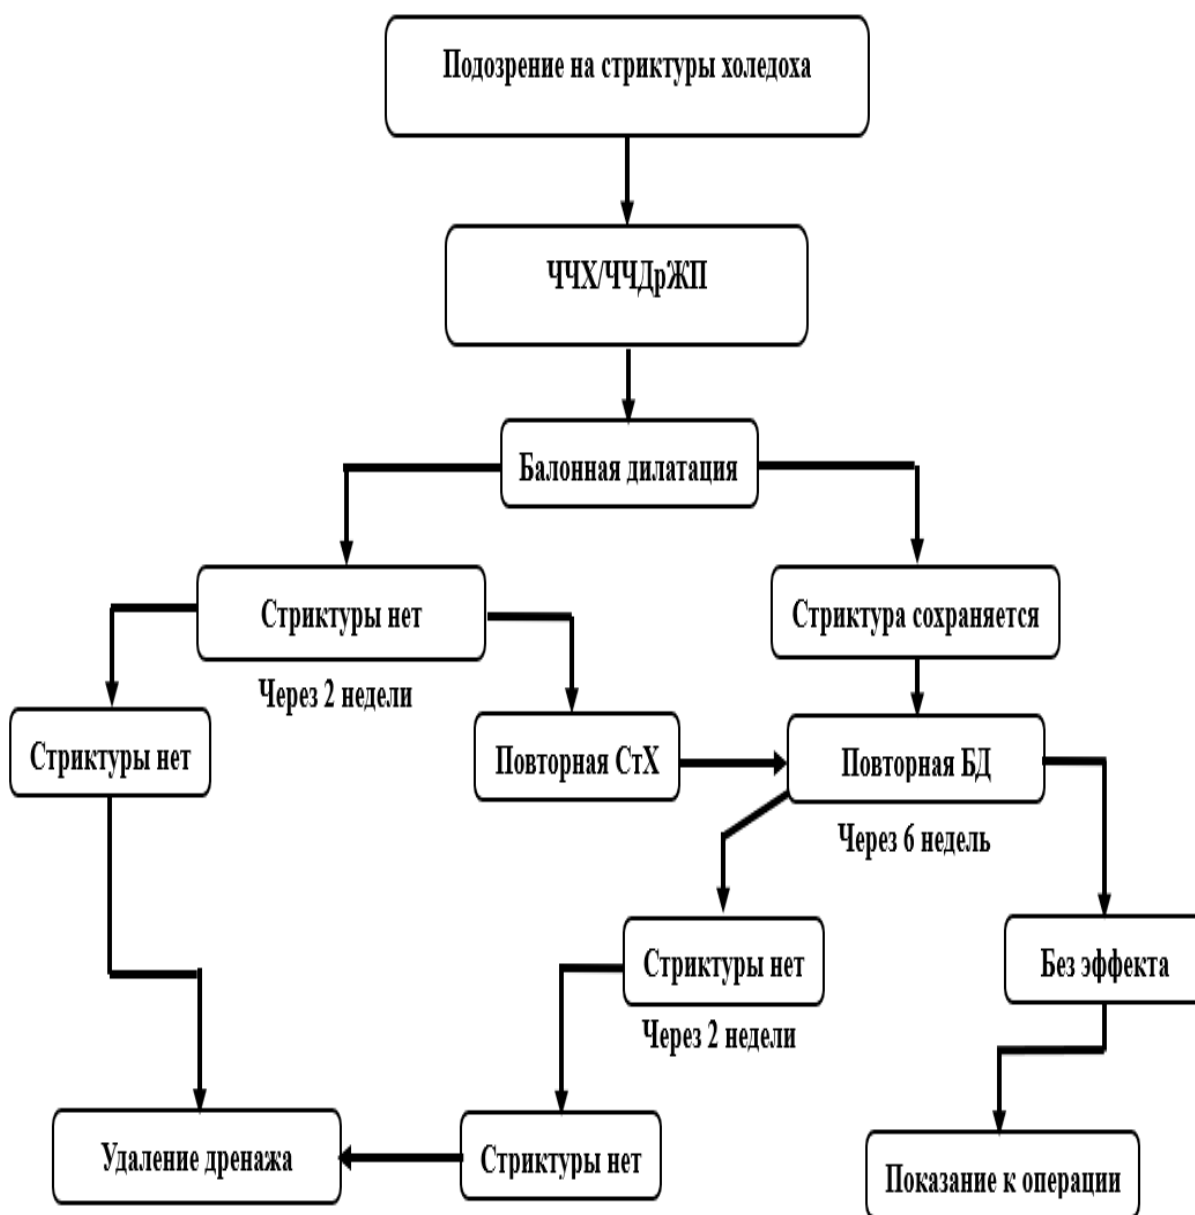 Подозрение на стриктуры холедоха
ЧЧХ/ЧЧДрЖП
Балонная дилатация
Стриктуры нет
Стриктура сохраняется
Через 2 недели
Стриктуры нет
Повторная СтХ
Повторная БД
Через 6 недель
Стриктуры нет
Без эффекта
Через 2 недели
Удаление дренажа
Стриктуры нет
Показание к операции